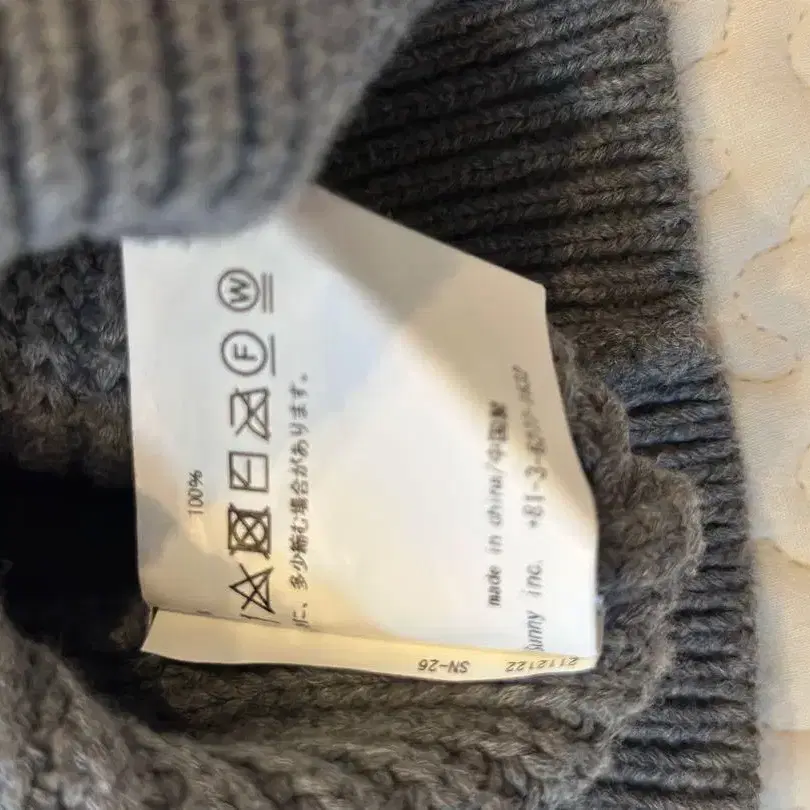 100%
W
F
に、多少縮む場合があります。
made in china/中国製
Sunny inc.
SN-26
2112122